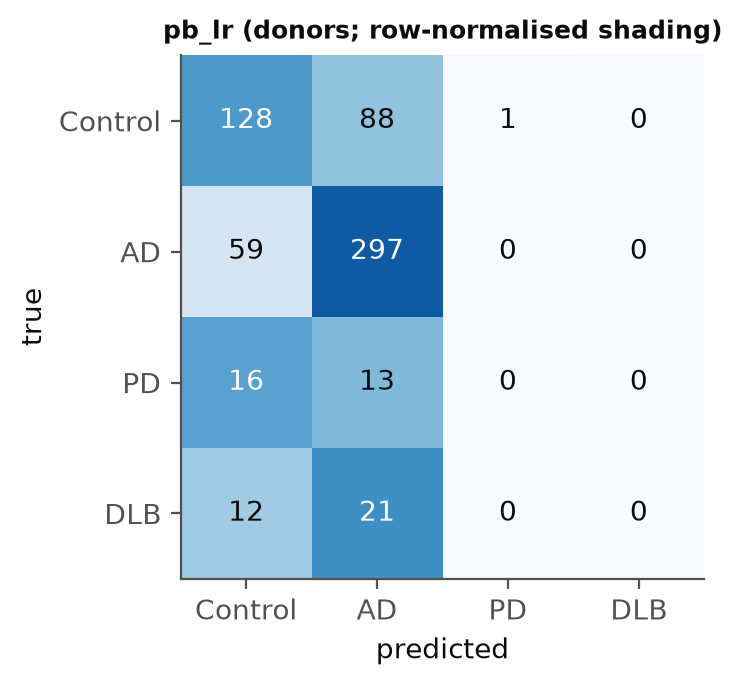 pb_lr (donors; row-normalised shading)
Control 128 88 1 0
AD 59 297 0 0
true
PD 16 13 0 0
DLB 12 21 0 0
Control AD PD DLB
predicted